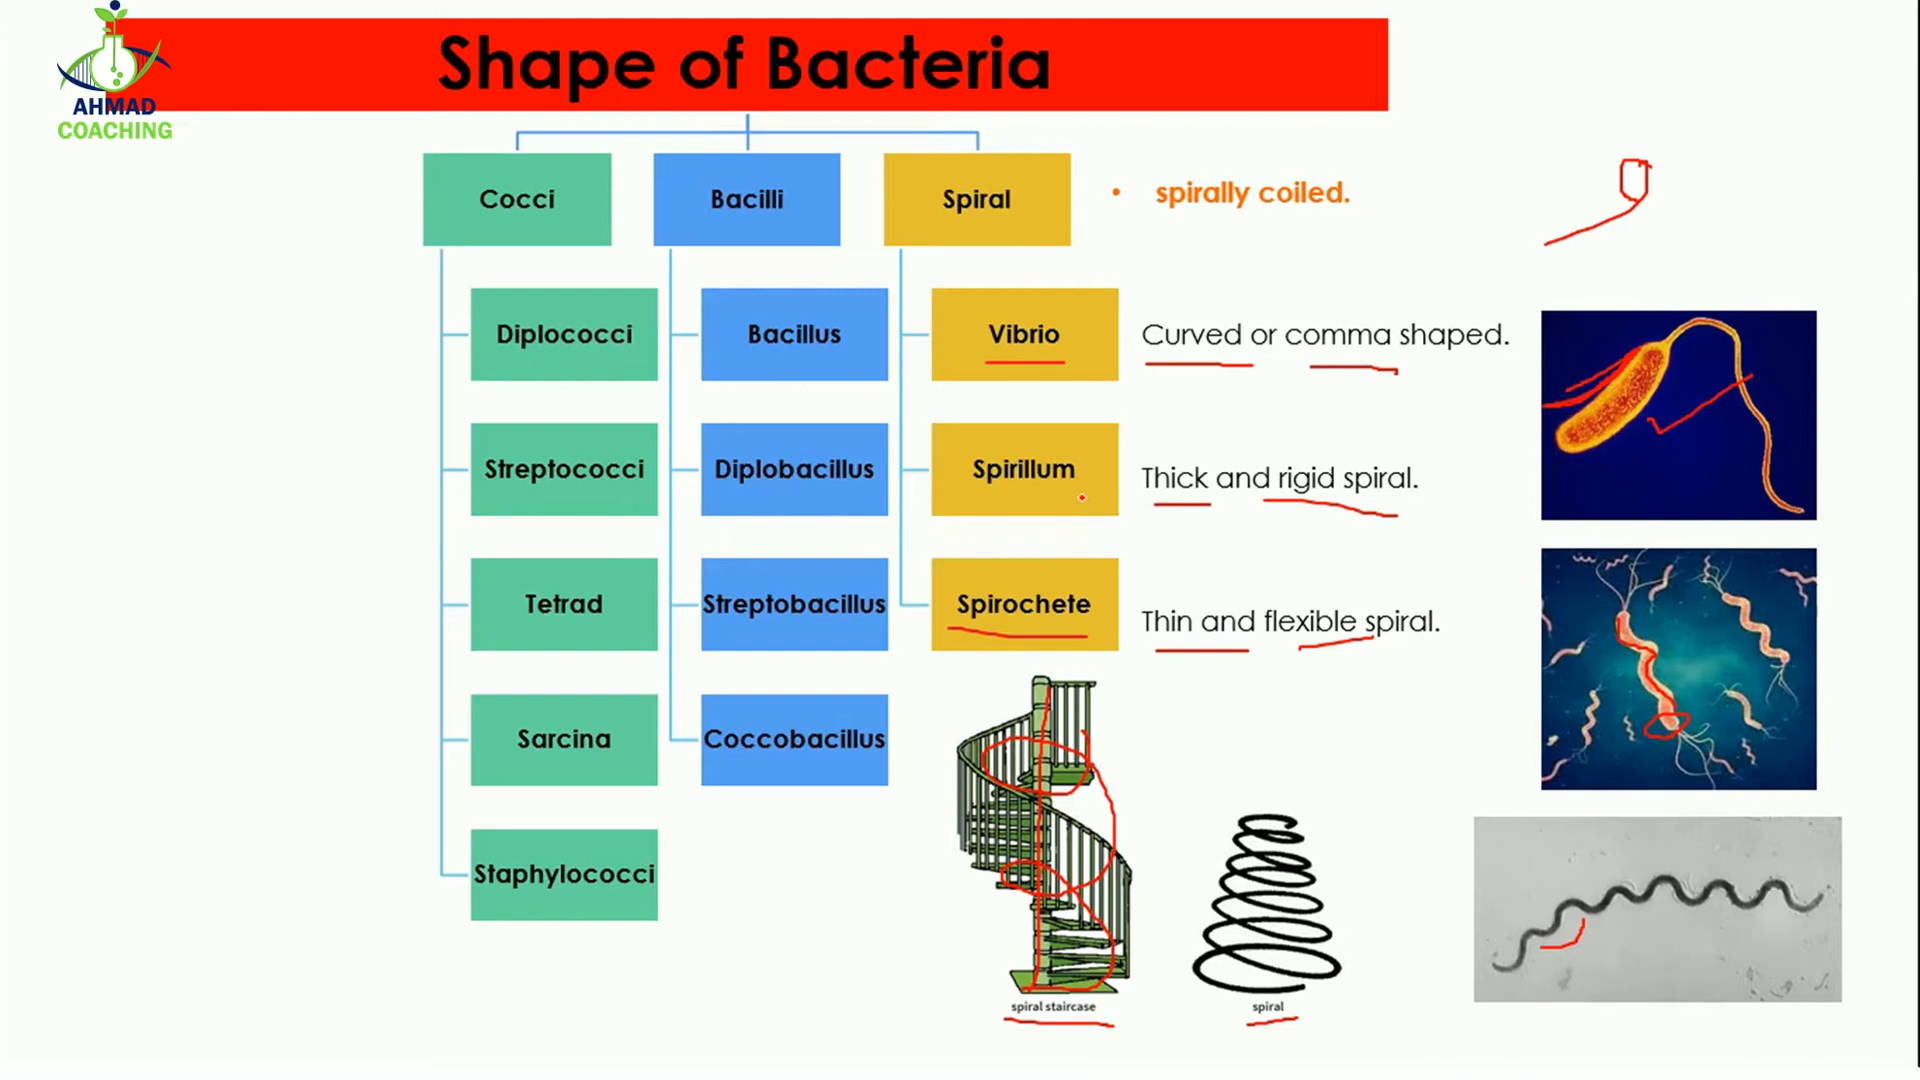 AHMAD
COACHING
Shape of Bacteria
Cocci
Bacilli
Spiral
• spirally coiled.
Diplococci
Bacillus
Vibrio
Curved or comma shaped.
Streptococci
Diplobacillus
Spirillum
Thick and rigid spiral.
Tetrad
Streptobacillus
Spirochete
Thin and flexible spiral.
Sarcina
Coccobacillus
Staphylococci
spiral staircase
spiral